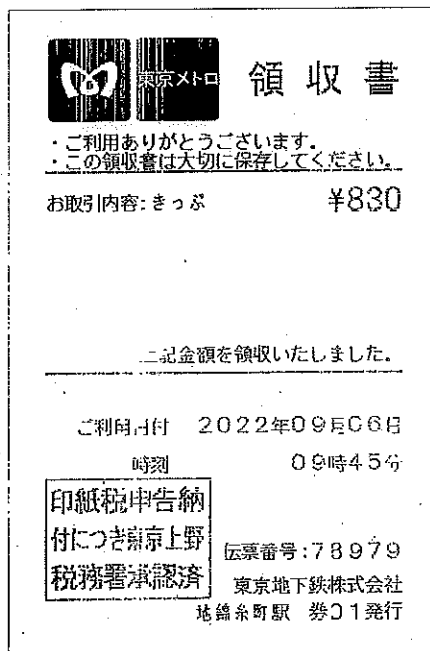 東京メトロ 領収書
・ご利用ありがとうございます。
・この領収書は大切に保存してください。
お取引内容:きっぷ ¥830
上記金額を領収いたしました。
ご利用日付 2022年09月06日
時刻 09時45分
印紙税申告納
付につき東京上野
税務署承認済
伝票番号:78979
東京地下鉄株式会社
地錦糸町駅 券01発行